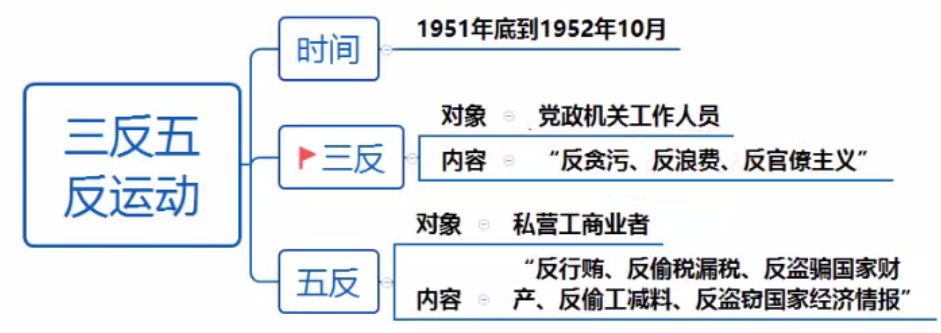 三反五
反运动
时间
1951年底到1952年10月
三反
对象
党政机关工作人员
内容
“反贪污、反浪费、反官僚主义”
五反
对象
私营工商业者
内容
“反行贿、反偷税漏税、反盗骗国家财
产、反偷工减料、反盗窃国家经济情报”